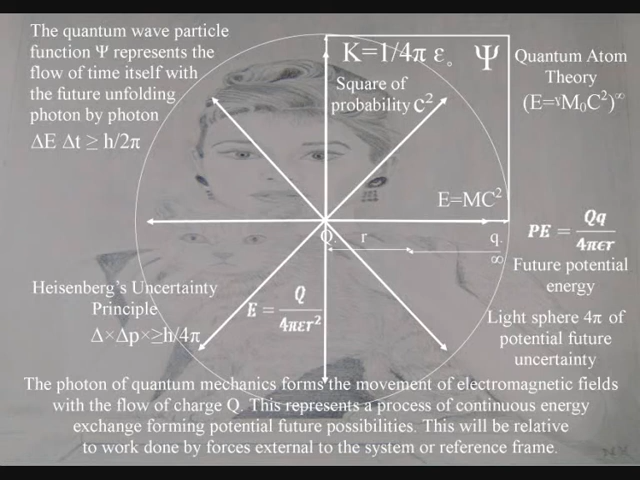 The quantum wave particle
function Ψ represents the
flow of time itself with
the future unfolding
photon by photon
ΔE Δt ≥ h/2π
K=1/4π ε。 Ψ
Square of
probability c²
Quantum Atom
Theory
(E=ˠM₀C²)∞
E=MC²
Q. r q.
∞
PE = Qq/4πϵr
Future potential
energy
Heisenberg's Uncertainty
Principle
Δ×Δp×≥h/4π
E = Q/4πεr²
Light sphere 4π of
potential future
uncertainty
The photon of quantum mechanics forms the movement of electromagnetic fields
with the flow of charge Q. This represents a process of continuous energy
exchange forming potential future possibilities. This will be relative
to work done by forces external to the system or reference frame.